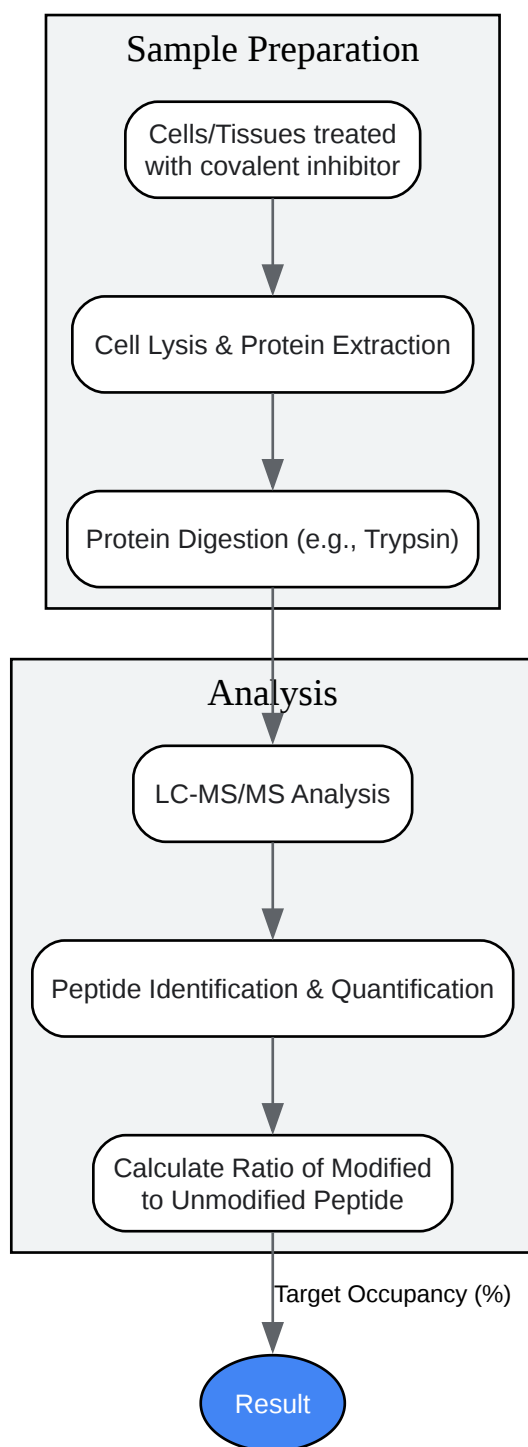 Sample Preparation
Cells/Tissues treated
with covalent inhibitor
Cell Lysis & Protein Extraction
Protein Digestion (e.g., Trypsin)
Analysis
LC-MS/MS Analysis
Peptide Identification & Quantification
Calculate Ratio of Modified
to Unmodified Peptide
Target Occupancy (%)
Result